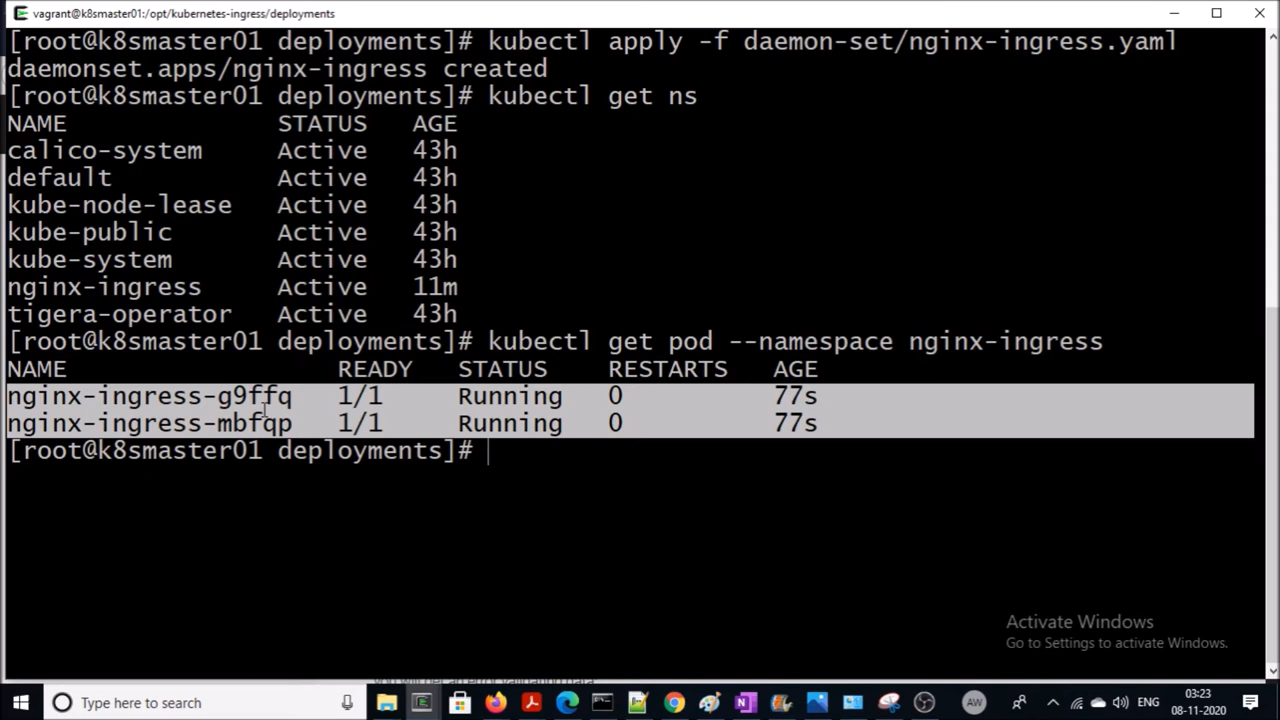 vagrant@k8smaster01:/opt/kubernetes-ingress/deployments
[root@k8smaster01 deployments]# kubectl apply -f daemon-set/nginx-ingress.yaml
daemonset.apps/nginx-ingress created
[root@k8smaster01 deployments]# kubectl get ns
NAME STATUS AGE
calico-system Active 43h
default Active 43h
kube-node-lease Active 43h
kube-public Active 43h
kube-system Active 43h
nginx-ingress Active 11m
tigera-operator Active 43h
[root@k8smaster01 deployments]# kubectl get pod --namespace nginx-ingress
NAME READY STATUS RESTARTS AGE
nginx-ingress-g9ffq 1/1 Running 0 77s
nginx-ingress-mbfqp 1/1 Running 0 77s
[root@k8smaster01 deployments]#
Activate Windows
Go to Settings to activate Windows.
Type here to search
AW
ENG
03:23
08-11-2020